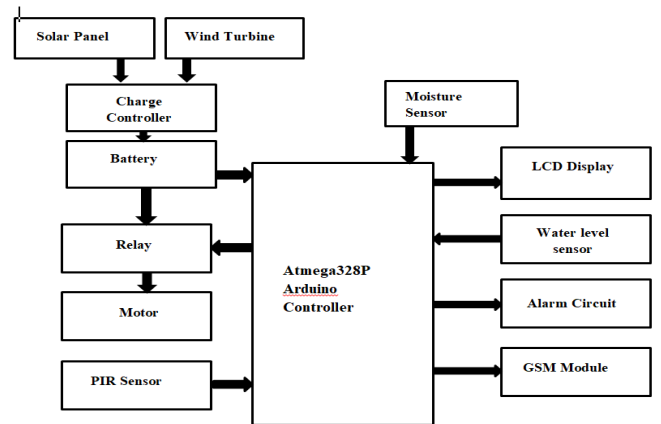 Solar Panel
Wind Turbine
Charge
Controller
Moisture
Sensor
Battery
LCD Display
Relay
Water level
sensor
Atmega328P
Arduino
Controller
Motor
Alarm Circuit
PIR Sensor
GSM Module